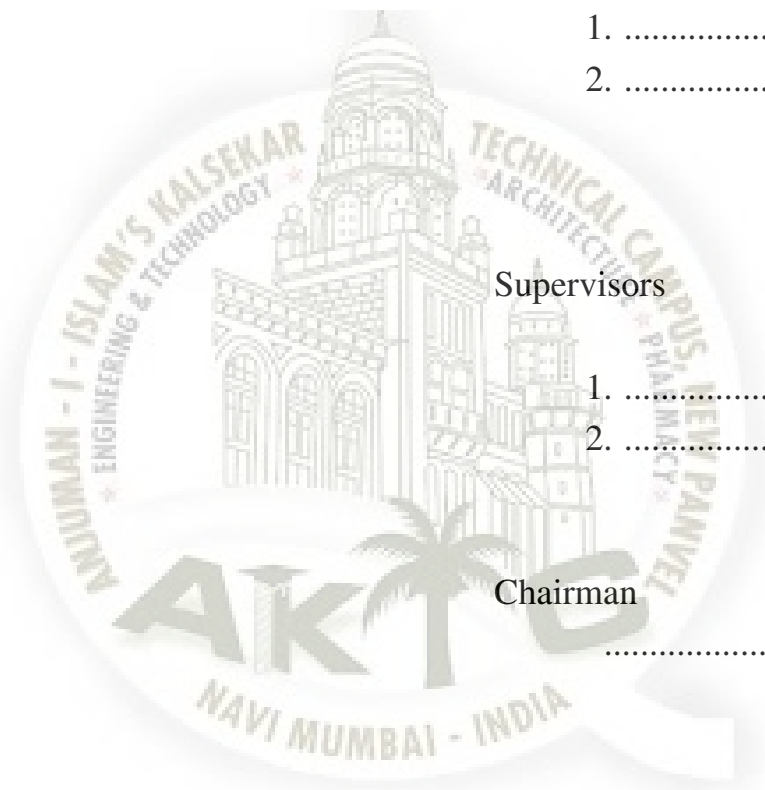 1. ................
2. ................
ANJUMAN - I - ISLAM'S KALSEKAR TECHNICAL CAMPUS, NEW PANVEL
ENGINEERING & TECHNOLOGY * ARCHITECTURE * PHARMACY *
Supervisors
1. ................
2. ................
AKTC
Chairman
..................
NAVI MUMBAI - INDIA